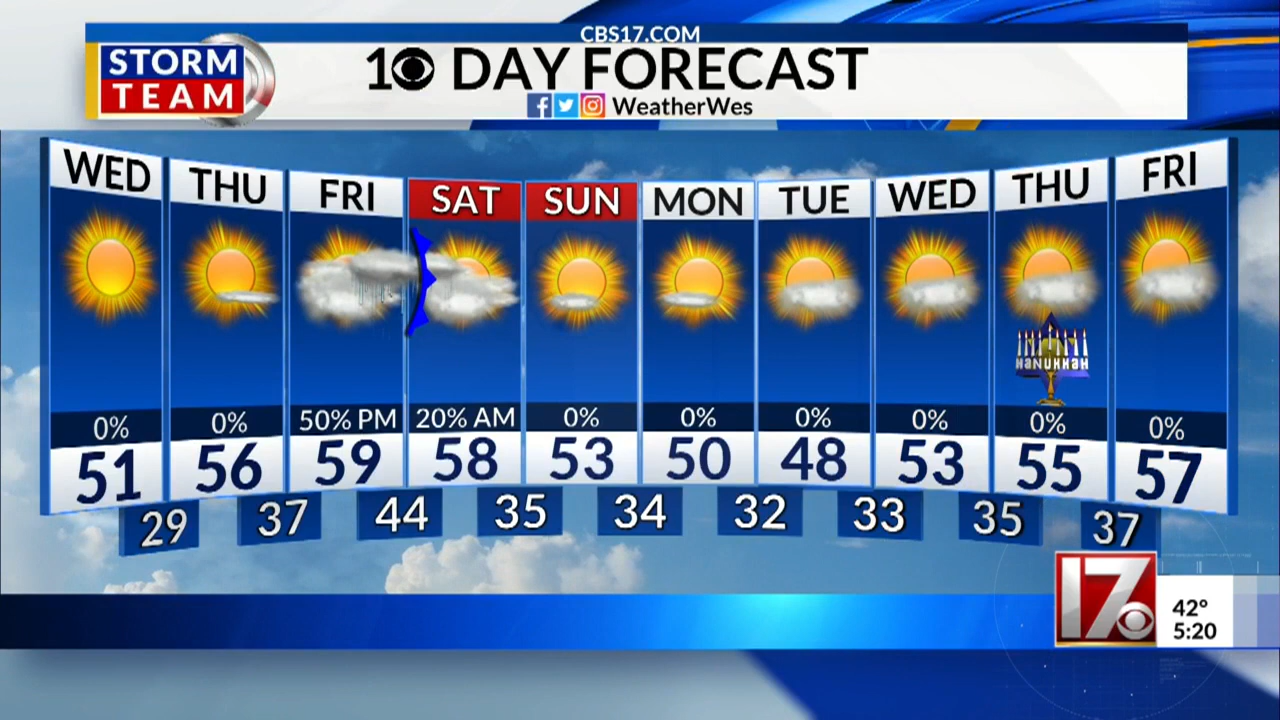 CBS17.COM
STORM
TEAM
10 DAY FORECAST
WeatherWes
WED THU FRI SAT SUN MON TUE WED THU FRI
HANUKKAH
0% 0% 50% PM 20% AM 0% 0% 0% 0% 0% 0%
51 56 59 58 53 50 48 53 55 57
29 37 44 35 34 32 33 35 37
17
42°
5:20